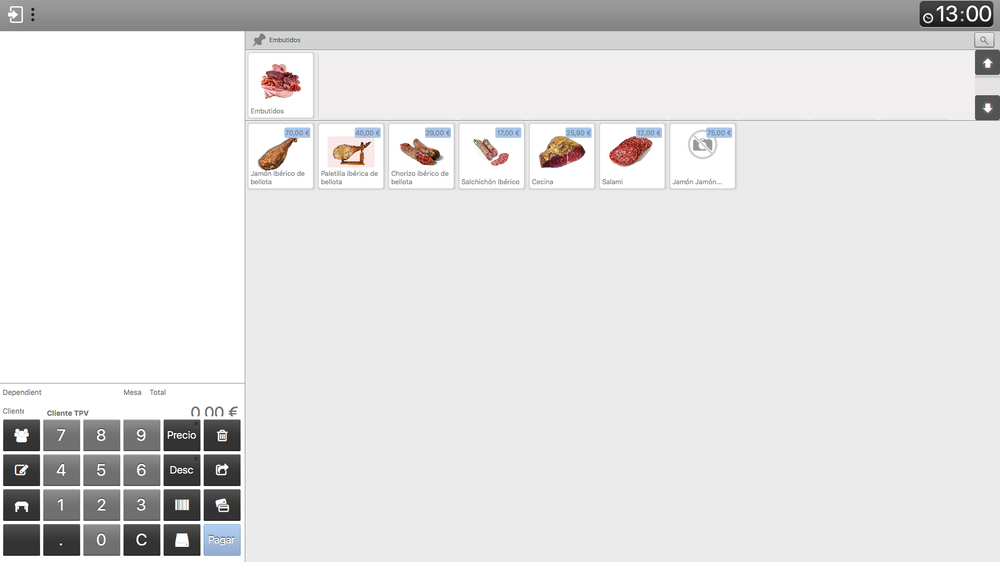 13:00
Embutidos
Embutidos
70,00 €
Jamón Ibérico de
bellota
40,00 €
Paletilla ibérica de
bellota
29,00 €
Chorizo ibérico de
bellota
17,00 €
Salchichón Ibérico
25,90 €
Cecina
12,00 €
Salami
75,00 €
Jamón Jamón...
Dependient
Mesa
Total
Cliente
Cliente TPV
0,00 €
7
8
9
Precio
4
5
6
Desc
1
2
3
.
0
C
Pagar